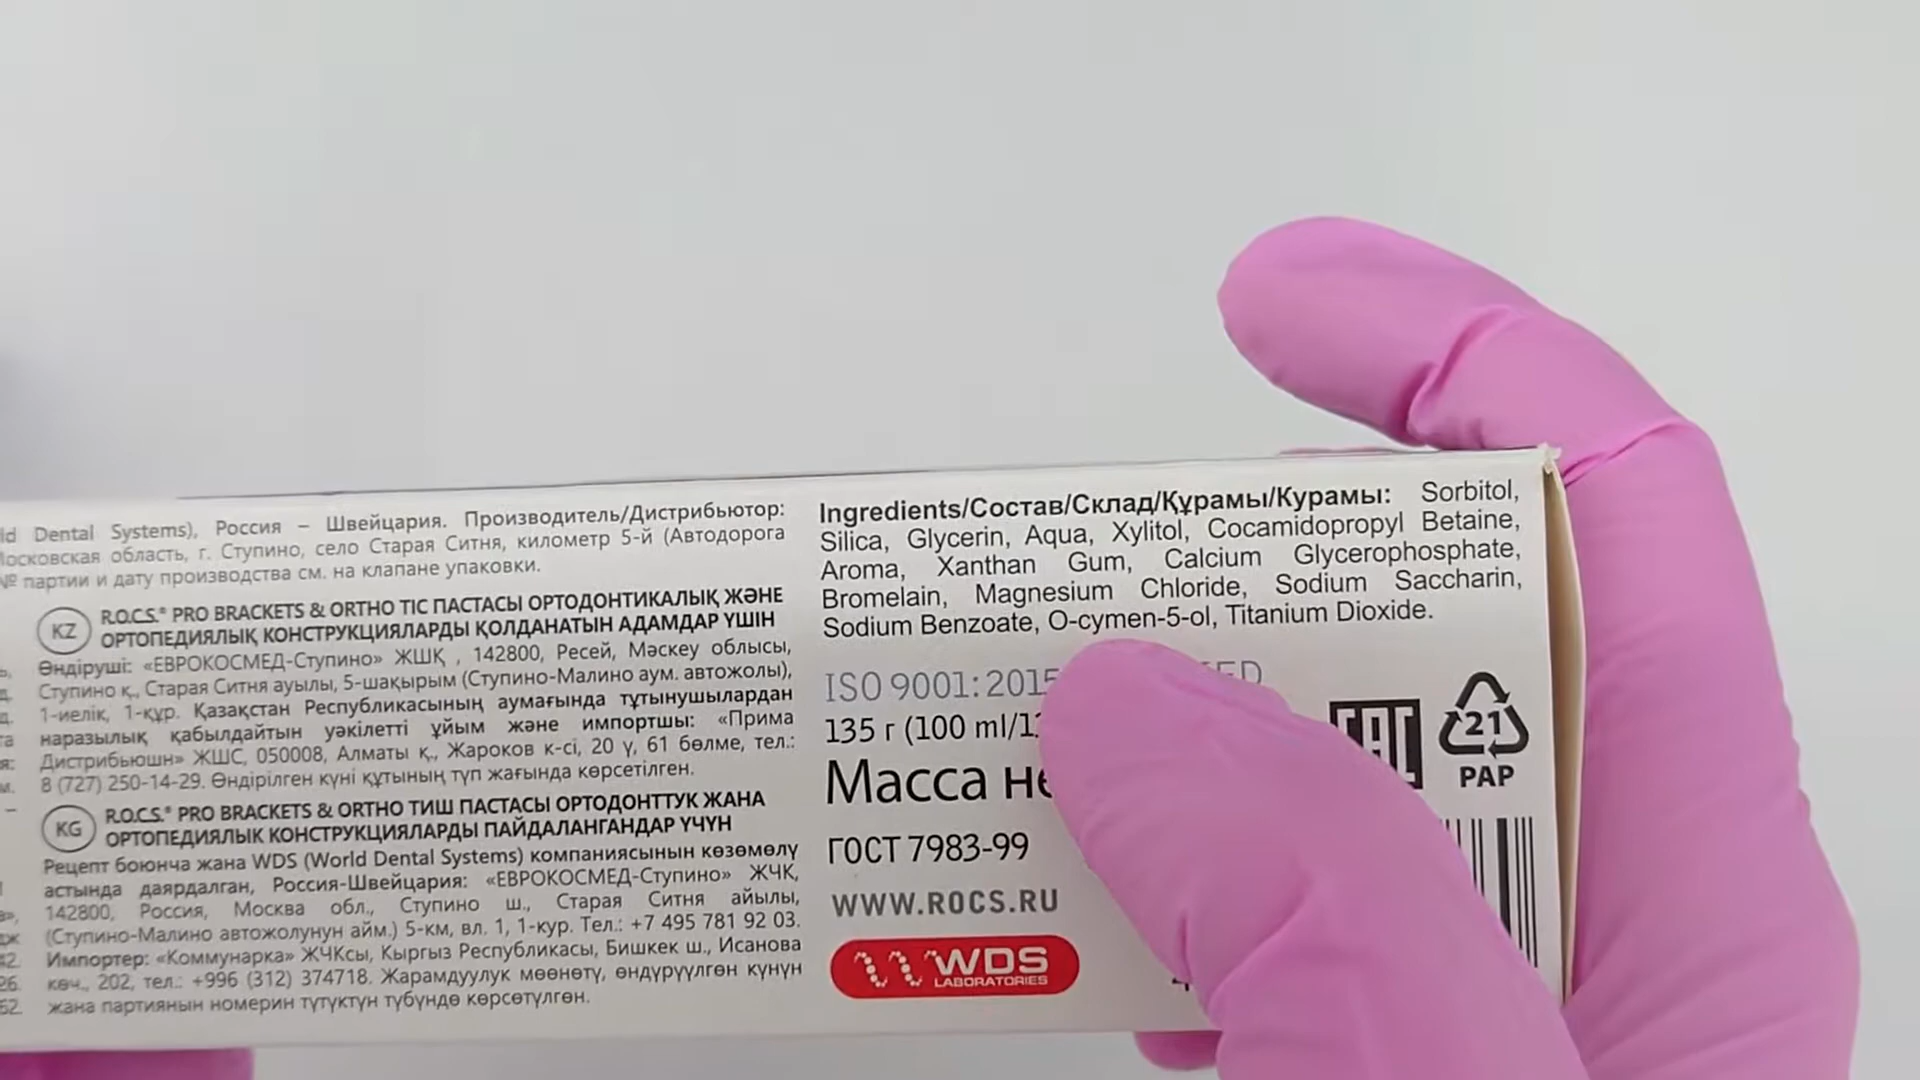 ld Dental Systems), Россия – Швейцария. Производитель/Дистрибьютор:
Московская область, г. Ступино, село Старая Ситня, километр 5-й (Автодорога
№ партии и дату производства см. на клапане упаковки.
KZ
R.O.C.S.® PRO BRACKETS & ORTHO ТІС ПАСТАСЫ ОРТОДОНТИКАЛЫҚ ЖӘНЕ
ОРТОПЕДИЯЛЫҚ КОНСТРУКЦИЯЛАРДЫ ҚОЛДАНАТЫН АДАМДАР ҮШІН
Өндіруші: «ЕВРОКОСМЕД-Ступино» ЖШҚ , 142800, Ресей, Мәскеу облысы,
Ступино қ., Старая Ситня ауылы, 5-шақырым (Ступино-Малино аум. автожолы),
1-иелік, 1-құр. Қазақстан Республикасының аумағында тұтынушылардан
наразылық қабылдайтын уәкілетті ұйым және импортшы: «Прима
Дистрибьюшн» ЖШС, 050008, Алматы қ., Жароков к-сі, 20 ү, 61 бөлме, тел.:
8 (727) 250-14-29. Өндірілген күні құтының түп жағында көрсетілген.
KG
R.O.C.S.® PRO BRACKETS & ORTHO ТИШ ПАСТАСЫ ОРТОДОНТТУК ЖАНА
ОРТОПЕДИЯЛЫК КОНСТРУКЦИЯЛАРДЫ ПАЙДАЛАНГАНДАР ҮЧҮН
Рецепт боюнча жана WDS (World Dental Systems) компаниясынын көзөмөлү
астында даярдалган, Россия-Швейцария: «ЕВРОКОСМЕД-Ступино» ЖЧК,
142800, Россия, Москва обл., Ступино ш., Старая Ситня айылы,
(Ступино-Малино автожолунун айм.) 5-км, вл. 1, 1-кур. Тел.: +7 495 781 92 03.
Импортер: «Коммунарка» ЖЧКсы, Кыргыз Республикасы, Бишкек ш., Исанова
көч., 202, тел.: +996 (312) 374718. Жарамдуулук мөөнөтү, өндүрүүлгөн күнүн
жана партиянын номерин түтүктүн түбүндө көрсөтүлгөн.
Ingredients/Состав/Склад/Құрамы/Курамы: Sorbitol,
Silica, Glycerin, Aqua, Xylitol, Cocamidopropyl Betaine,
Aroma, Xanthan Gum, Calcium Glycerophosphate,
Bromelain, Magnesium Chloride, Sodium Saccharin,
Sodium Benzoate, O-cymen-5-ol, Titanium Dioxide.
ISO 9001:2015
135 г (100 ml/1
Масса не
ГОСТ 7983-99
WWW.ROCS.RU
WDS
LABORATORIES
EAC
21
PAP